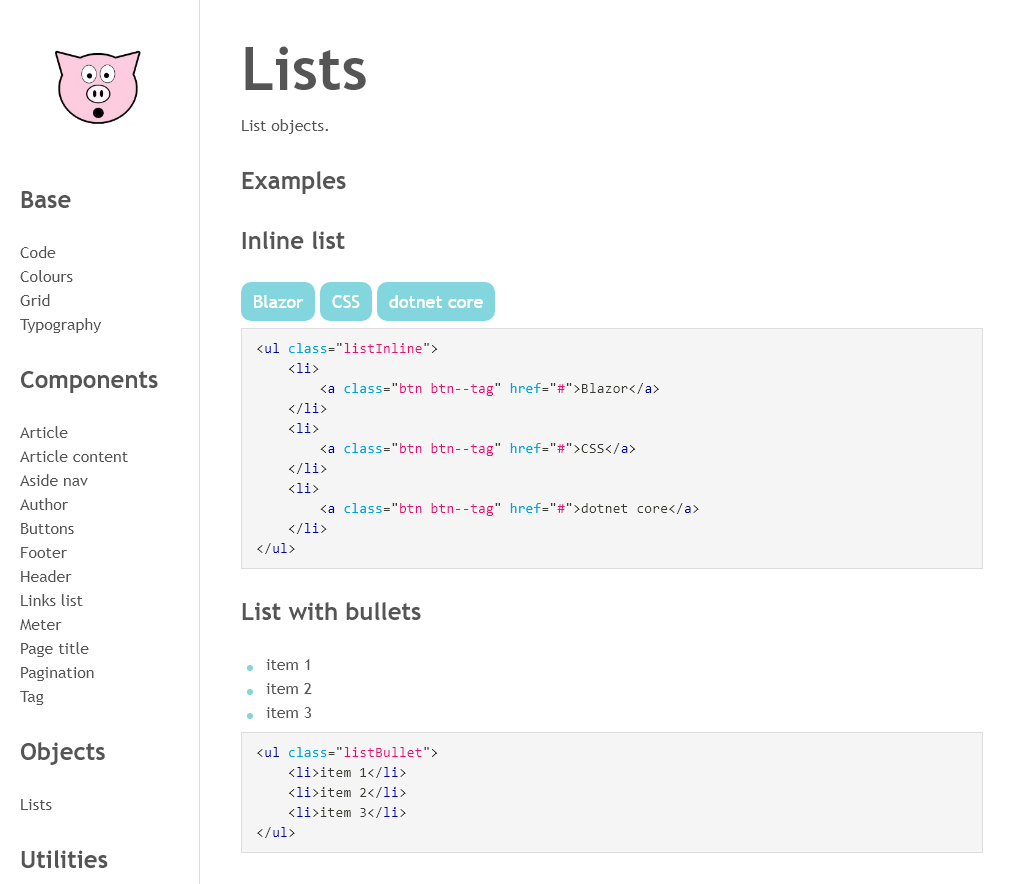 Base
Code
Colours
Grid
Typography
Components
Article
Article content
Aside nav
Author
Buttons
Footer
Header
Links list
Meter
Page title
Pagination
Tag
Objects
Lists
Utilities
Lists
List objects.
Examples
Inline list
Blazor CSS dotnet core
<ul class="listInline">
    <li>
        <a class="btn btn--tag" href="#">Blazor</a>
    </li>
    <li>
        <a class="btn btn--tag" href="#">CSS</a>
    </li>
    <li>
        <a class="btn btn--tag" href="#">dotnet core</a>
    </li>
</ul>
List with bullets
item 1
item 2
item 3
<ul class="listBullet">
    <li>item 1</li>
    <li>item 2</li>
    <li>item 3</li>
</ul>